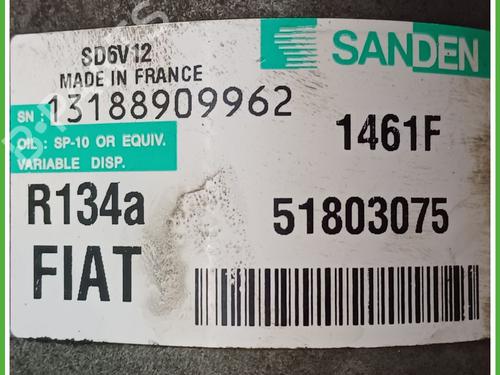 SD6V12
MADE IN FRANCE
SANDEN
SN : 13188909962
OIL : SP-10 OR EQUIV.
VARIABLE DISP.
1461F
R134a
51803075
FIAT